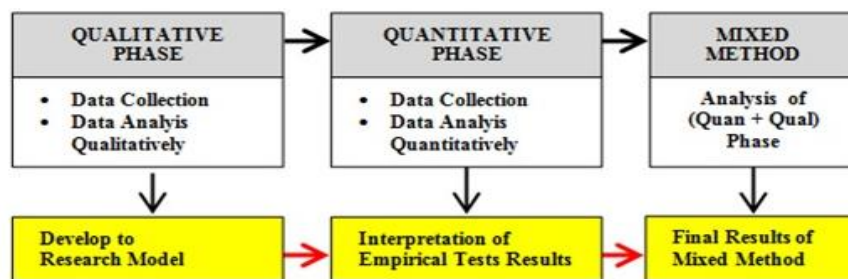 QUALITATIVE
PHASE
• Data Collection
• Data Analyis
Qualitatively
QUANTITATIVE
PHASE
• Data Collection
• Data Analyis
Quantitatively
MIXED
METHOD
Analysis of
(Quan + Qual)
Phase
Develop to
Research Model
Interpretation of
Empirical Tests Results
Final Results of
Mixed Method